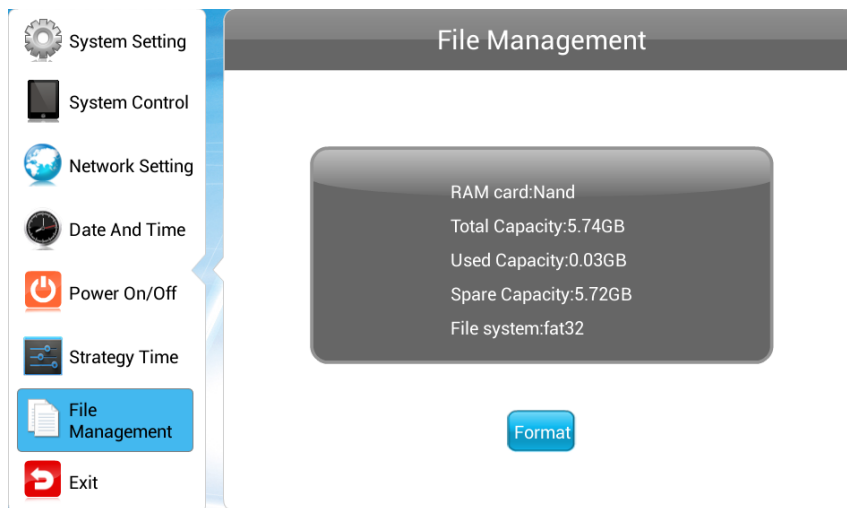 System Setting
System Control
Network Setting
Date And Time
Power On/Off
Strategy Time
File
Management
Exit
File Management
RAM card:Nand
Total Capacity:5.74GB
Used Capacity:0.03GB
Spare Capacity:5.72GB
File system:fat32
Format